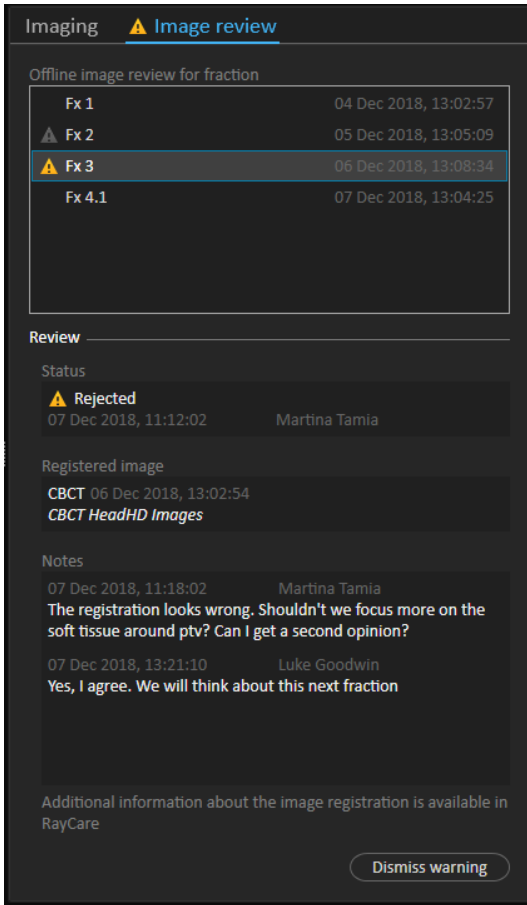 Imaging Image review
Offline image review for fraction
Fx 1 04 Dec 2018, 13:02:57
Fx 2 05 Dec 2018, 13:05:09
Fx 3 06 Dec 2018, 13:08:34
Fx 4.1 07 Dec 2018, 13:04:25
Review
Status
Rejected
07 Dec 2018, 11:12:02 Martina Tamia
Registered image
CBCT 06 Dec 2018, 13:02:54
CBCT HeadHD Images
Notes
07 Dec 2018, 11:18:02 Martina Tamia
The registration looks wrong. Shouldn't we focus more on the
soft tissue around ptv? Can I get a second opinion?
07 Dec 2018, 13:21:10 Luke Goodwin
Yes, I agree. We will think about this next fraction
Additional information about the image registration is available in
RayCare
Dismiss warning